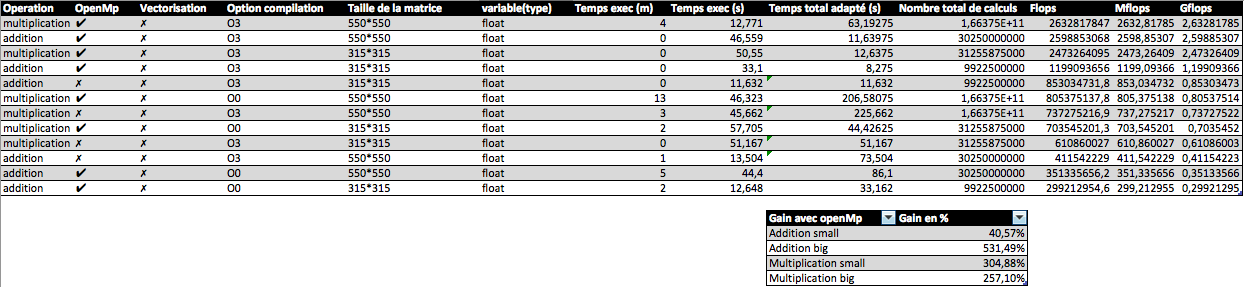 Operation OpenMp Vectorisation Option compilation Taille de la matrice variable(type) Temps exec (m) Temps exec (s) Temps total adapté (s) Nombre total de calculs Flops Mflops Gflops
multiplication ✔ ✗ O3 550*550 float 4 12,771 63,19275 1,66375E+11 2632817847 2632,81785 2,63281785
addition ✔ ✗ O3 550*550 float 0 46,559 11,63975 30250000000 2598853068 2598,85307 2,59885307
multiplication ✔ ✗ O3 315*315 float 0 50,55 12,6375 31255875000 2473264095 2473,26409 2,47326409
addition ✔ ✗ O3 315*315 float 0 33,1 8,275 9922500000 1199093656 1199,09366 1,19909366
addition ✗ ✗ O3 315*315 float 0 11,632 11,632 9922500000 853034731,8 853,034732 0,85303473
multiplication ✔ ✗ O0 550*550 float 13 46,323 206,58075 1,66375E+11 805375137,8 805,375138 0,80537514
multiplication ✗ ✗ O3 550*550 float 3 45,662 225,662 1,66375E+11 737275216,9 737,275217 0,73727522
multiplication ✔ ✗ O0 315*315 float 2 57,705 44,42625 31255875000 703545201,3 703,545201 0,7035452
multiplication ✗ ✗ O3 315*315 float 0 51,167 51,167 31255875000 610860027 610,860027 0,61086003
addition ✗ ✗ O3 550*550 float 1 13,504 73,504 30250000000 411542229 411,542229 0,41154223
addition ✔ ✗ O0 550*550 float 5 44,4 86,1 30250000000 351335656,2 351,335656 0,35133566
addition ✔ ✗ O0 315*315 float 2 12,648 33,162 9922500000 299212954,6 299,212955 0,29921295
Gain avec openMp Gain en %
Addition small 40,57%
Addition big 531,49%
Multiplication small 304,88%
Multiplication big 257,10%